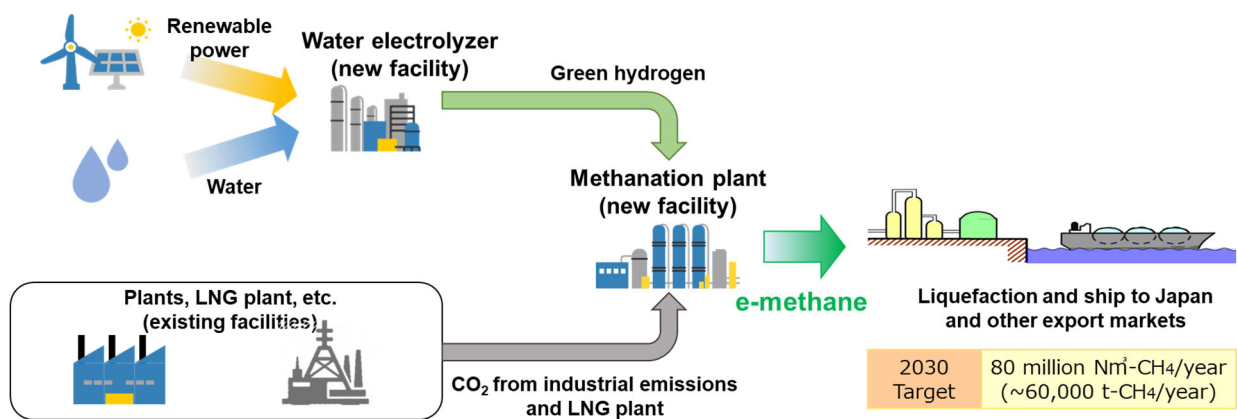 Renewable
power
Water electrolyzer
(new facility)
Green hydrogen
Water
Methanation plant
(new facility)
Plants, LNG plant, etc.
(existing facilities)
e-methane
CO₂ from industrial emissions
and LNG plant
Liquefaction and ship to Japan
and other export markets
2030
Target
80 million Nm³-CH4/year
(~60,000 t-CH4/year)